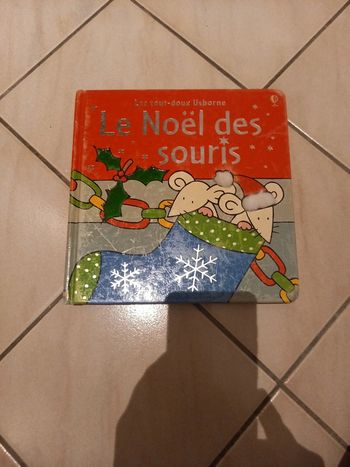 Les tout-doux Usborne
Le Noël des
souris